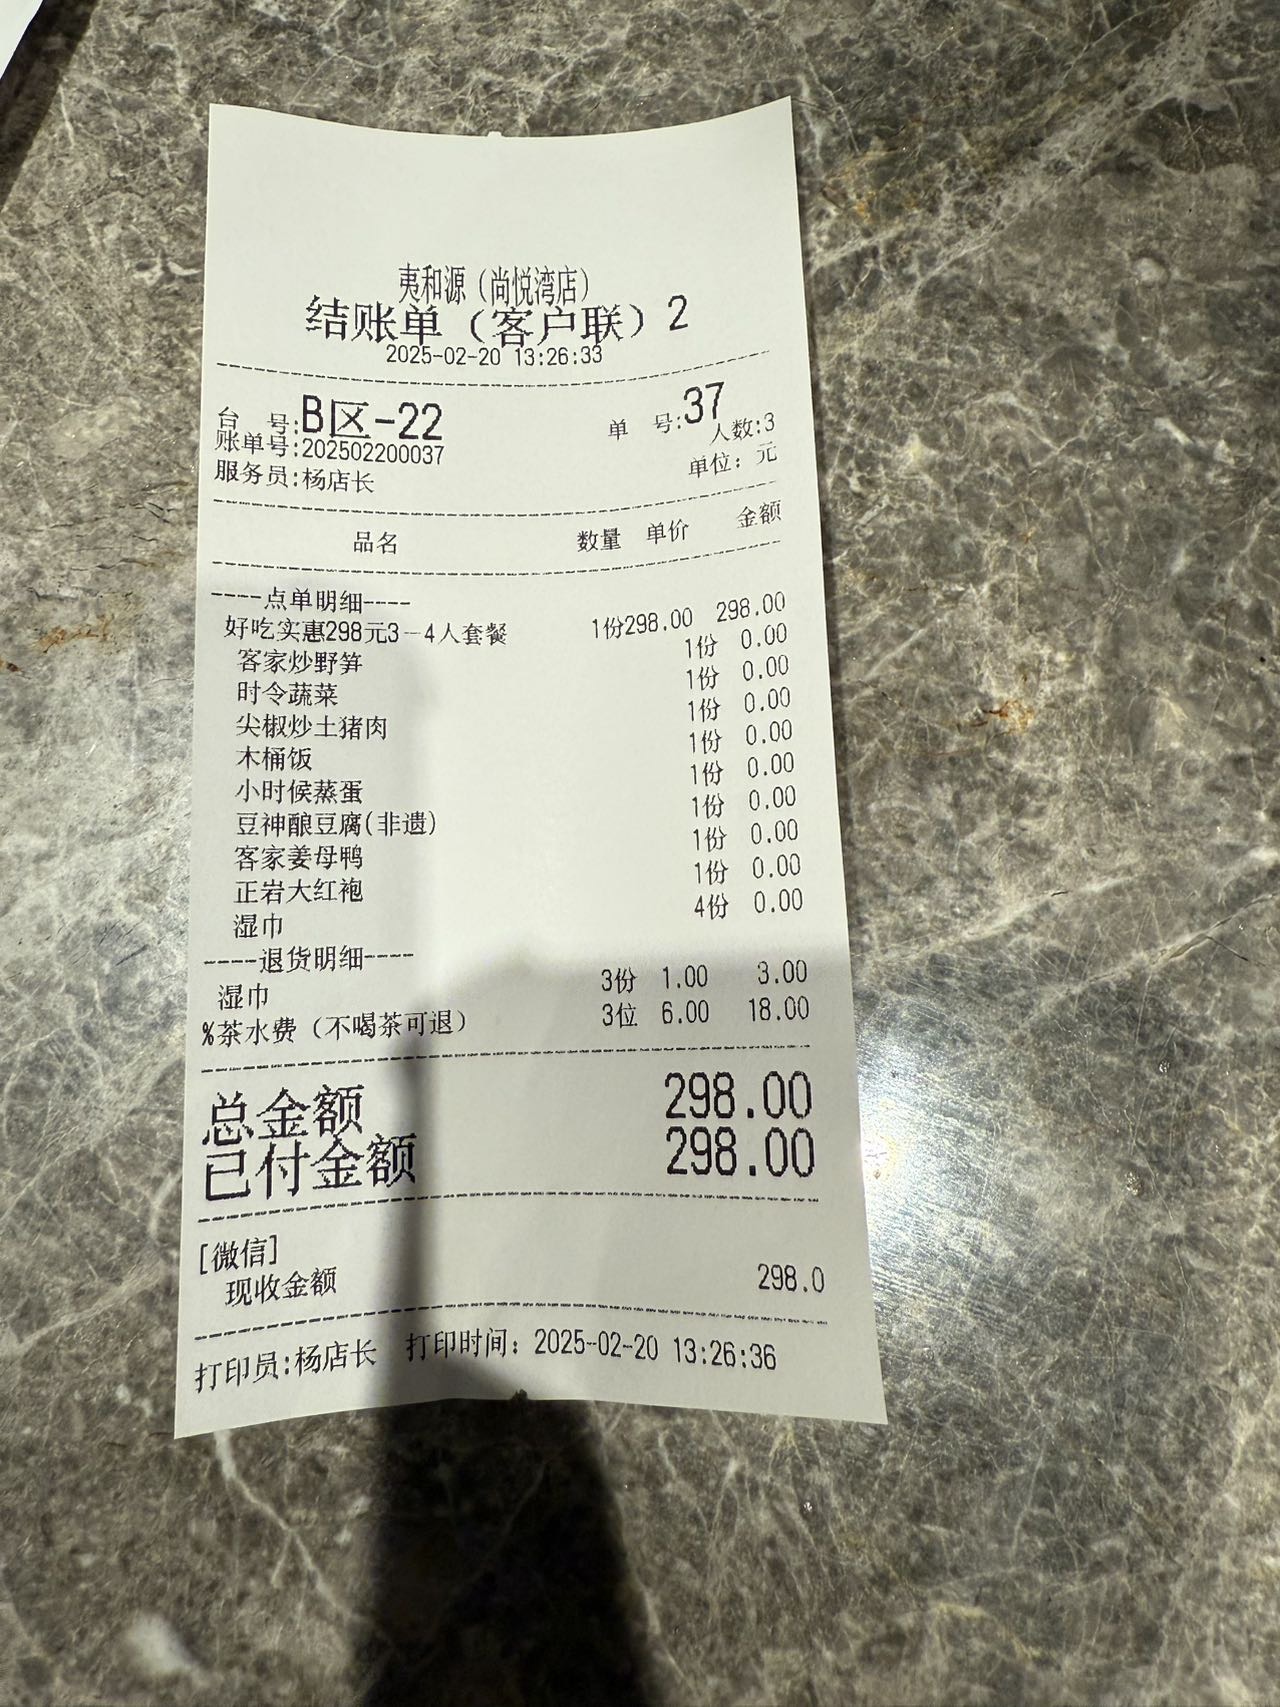 夷和源（尚悦湾店）
结账单（客户联）2
2025-02-20 13:26:33
台 号:B区-22 单 号:37
账单号:202502200037 人数:3
服务员:杨店长 单位：元
品名 数量 单价 金额
----点单明细----
好吃实惠298元3-4人套餐 1份298.00 298.00
客家炒野笋 1份 0.00
时令蔬菜 1份 0.00
尖椒炒土猪肉 1份 0.00
木桶饭 1份 0.00
小时候蒸蛋 1份 0.00
豆神酿豆腐(非遗) 1份 0.00
客家姜母鸭 1份 0.00
正岩大红袍 1份 0.00
湿巾 4份 0.00
----退货明细----
湿巾 3份 1.00 3.00
%茶水费（不喝茶可退） 3位 6.00 18.00
总金额 298.00
已付金额 298.00
[微信]
现收金额 298.0
打印员:杨店长 打印时间：2025-02-20 13:26:36